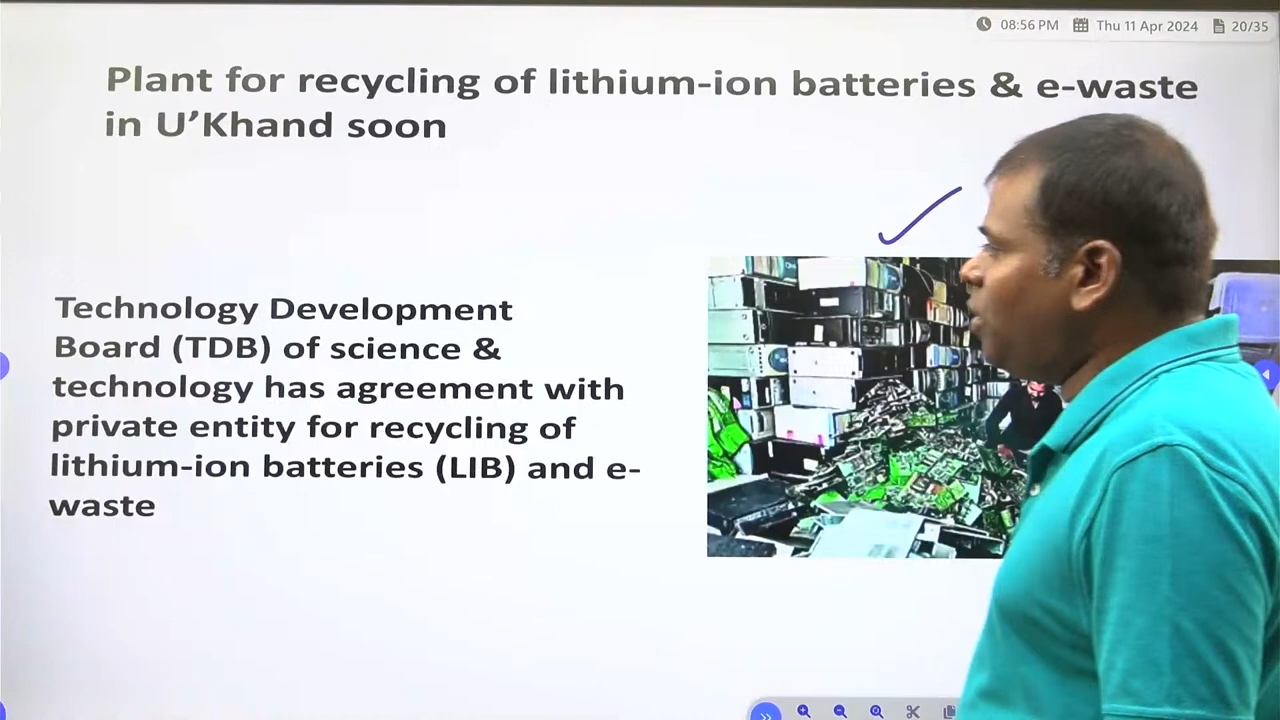 08:56 PM Thu 11 Apr 2024 20/35
Plant for recycling of lithium-ion batteries & e-waste
in U’Khand soon
Technology Development
Board (TDB) of science &
technology has agreement with
private entity for recycling of
lithium-ion batteries (LIB) and e-
waste